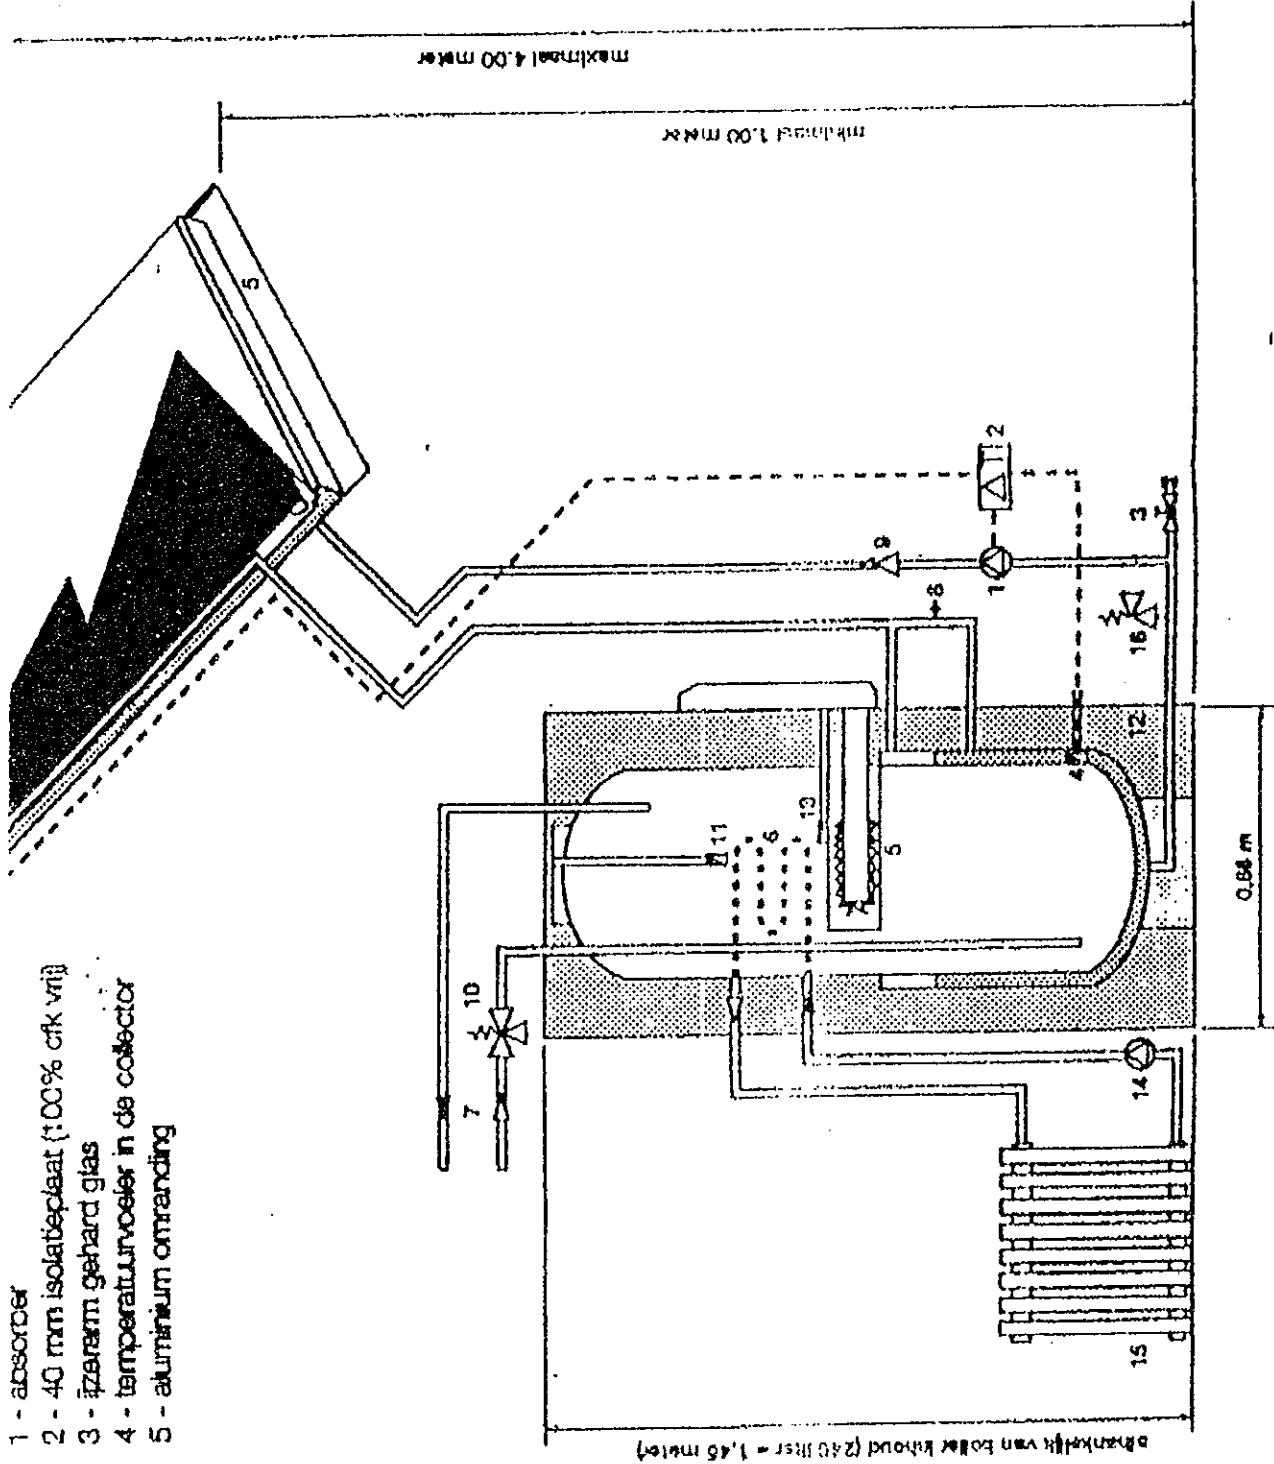 1 - absorber
2 - 40 mm isolatieplaat (100% cfk vrij)
3 - ijzerarm gehard glas
4 - temperatuurvoeler in de collector
5 - aluminium omranding
maximaal 4.00 meter
minimaal 1.00 meter
5
2
3
9
1
8
16
12
4
13
11
6
5
10
7
14
15
0,66 m
afhankelijk van boiler inhoud (240 liter = 1,45 meter)